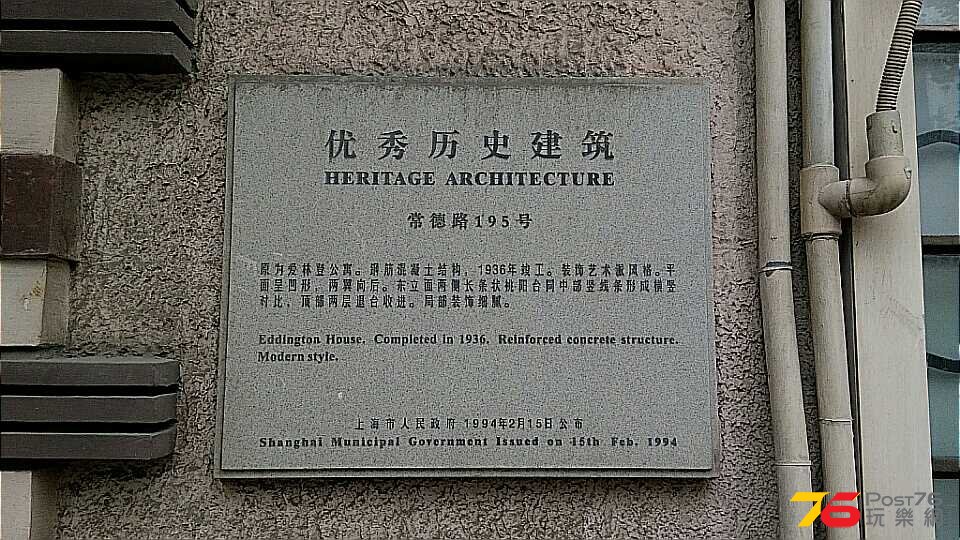 优秀历史建筑
HERITAGE ARCHITECTURE
常德路195号
原为爱林登公寓。钢筋混凝土结构，1936年竣工。装饰艺术派风格。平
面呈凹形，两翼向后。东立面两侧长条状挑阳台同中部竖线条形成横竖
对比，顶部两层退台收进。局部装饰细腻。
Eddington House. Completed in 1936. Reinforced concrete structure.
Modern style.
上海市人民政府 1994年2月15日公布
Shanghai Municipal Government Issued on 15th Feb. 1994
76 Post76
玩樂網